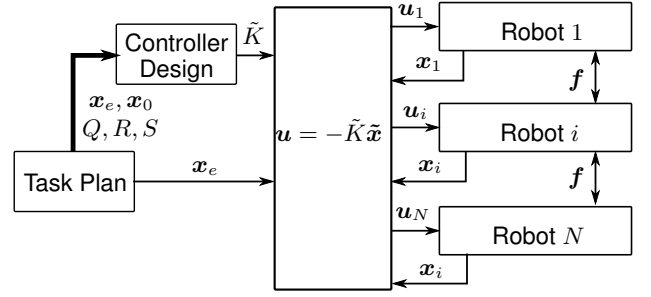 Controller
Design
K̃
u₁
Robot 1
x₁
f
xₑ, x₀
Q, R, S
u = −K̃x̃
uᵢ
Robot i
xᵢ
f
Task Plan
xₑ
u_N
Robot N
xᵢ